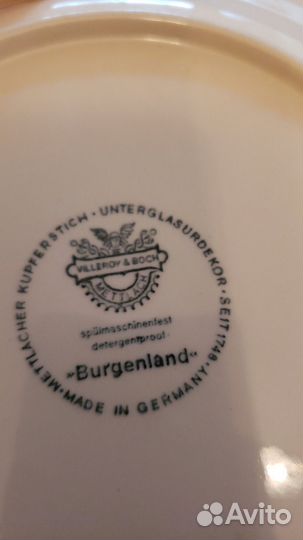 METTLACHER KUPFERSTICH · UNTERGLASURDEKOR · SEIT 1748 · MADE IN GERMANY ·
VILLEROY & BOCH
METTLACH
spülmaschinenfest
detergentproof
»Burgenland«
Avito